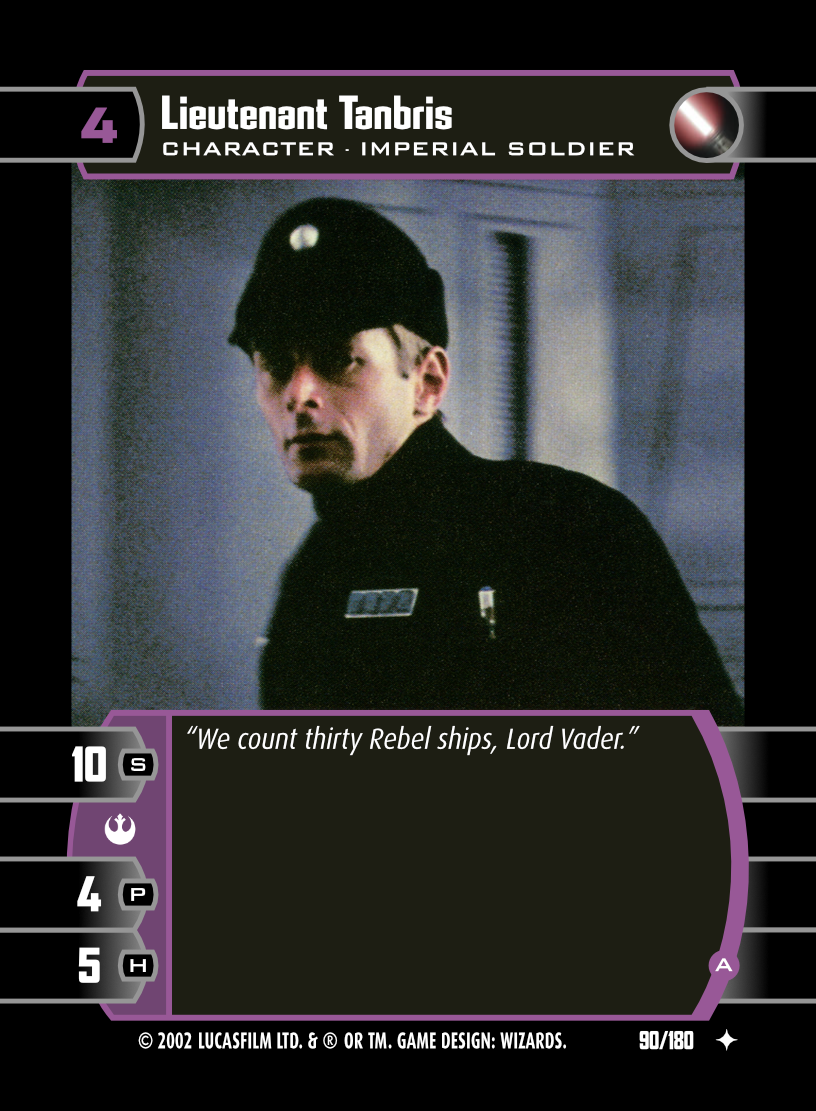 4
Lieutenant Tanbris
CHARACTER · IMPERIAL SOLDIER
“We count thirty Rebel ships, Lord Vader.”
10 S
4 P
5 H
A
© 2002 LUCASFILM LTD. & ® OR TM. GAME DESIGN: WIZARDS.
90/180